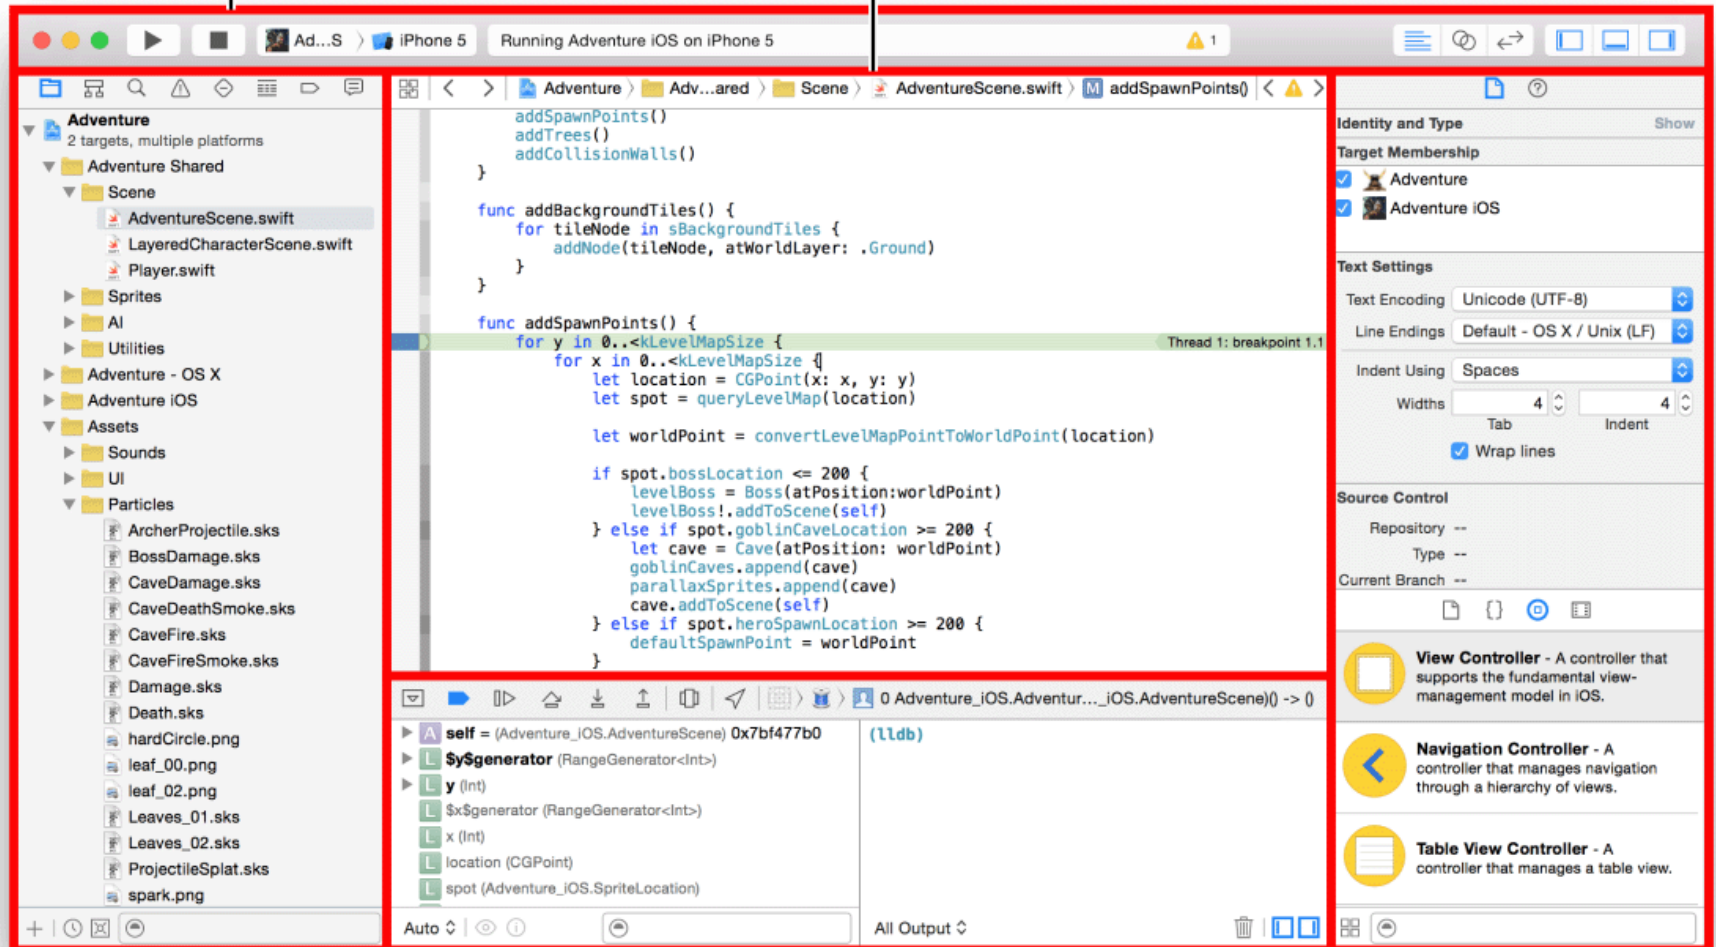 Ad...S 〉 iPhone 5
Running Adventure iOS on iPhone 5
1
Adventure
2 targets, multiple platforms
Adventure Shared
Scene
AdventureScene.swift
LayeredCharacterScene.swift
Player.swift
Sprites
AI
Utilities
Adventure - OS X
Adventure iOS
Assets
Sounds
UI
Particles
ArcherProjectile.sks
BossDamage.sks
CaveDamage.sks
CaveDeathSmoke.sks
CaveFire.sks
CaveFireSmoke.sks
Damage.sks
Death.sks
hardCircle.png
leaf_00.png
leaf_02.png
Leaves_01.sks
Leaves_02.sks
ProjectileSplat.sks
spark.png
Adventure 〉 Adv...ared 〉 Scene 〉 AdventureScene.swift 〉 M addSpawnPoints()
addSpawnPoints()
addTrees()
addCollisionWalls()
}
func addBackgroundTiles() {
for tileNode in sBackgroundTiles {
addNode(tileNode, atWorldLayer: .Ground)
}
}
func addSpawnPoints() {
for y in 0..<kLevelMapSize {
Thread 1: breakpoint 1.1
for x in 0..<kLevelMapSize {
let location = CGPoint(x: x, y: y)
let spot = queryLevelMap(location)
let worldPoint = convertLevelMapPointToWorldPoint(location)
if spot.bossLocation <= 200 {
levelBoss = Boss(atPosition:worldPoint)
levelBoss!.addToScene(self)
} else if spot.goblinCaveLocation >= 200 {
let cave = Cave(atPosition: worldPoint)
goblinCaves.append(cave)
parallaxSprites.append(cave)
cave.addToScene(self)
} else if spot.heroSpawnLocation >= 200 {
defaultSpawnPoint = worldPoint
}
0 Adventure_iOS.Adventur..._iOS.AdventureScene)() -> ()
A self = (Adventure_iOS.AdventureScene) 0x7bf477b0
L $y$generator (RangeGenerator<Int>)
L y (Int)
L $x$generator (RangeGenerator<Int>)
L x (Int)
L location (CGPoint)
L spot (Adventure_iOS.SpriteLocation)
Auto
(lldb)
All Output
Identity and Type Show
Target Membership
Adventure
Adventure iOS
Text Settings
Text Encoding Unicode (UTF-8)
Line Endings Default - OS X / Unix (LF)
Indent Using Spaces
Widths 4 4
Tab Indent
Wrap lines
Source Control
Repository --
Type --
Current Branch --
View Controller - A controller that
supports the fundamental view-
management model in iOS.
Navigation Controller - A
controller that manages navigation
through a hierarchy of views.
Table View Controller - A
controller that manages a table view.